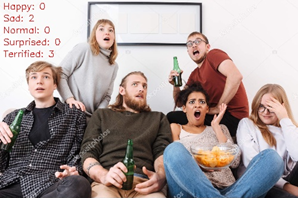 Happy: 0
Sad: 2
Normal: 0
Surprised: 0
Terrified: 3